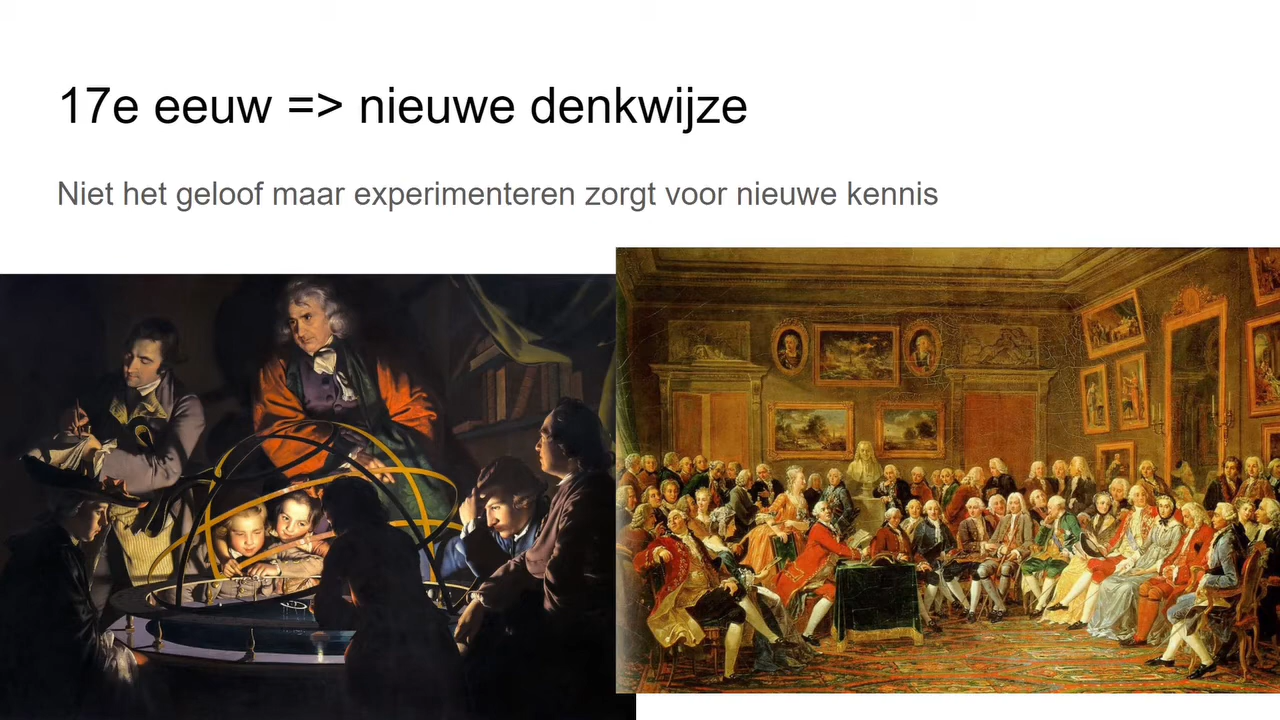 17e eeuw => nieuwe denkwijze
Niet het geloof maar experimenteren zorgt voor nieuwe kennis